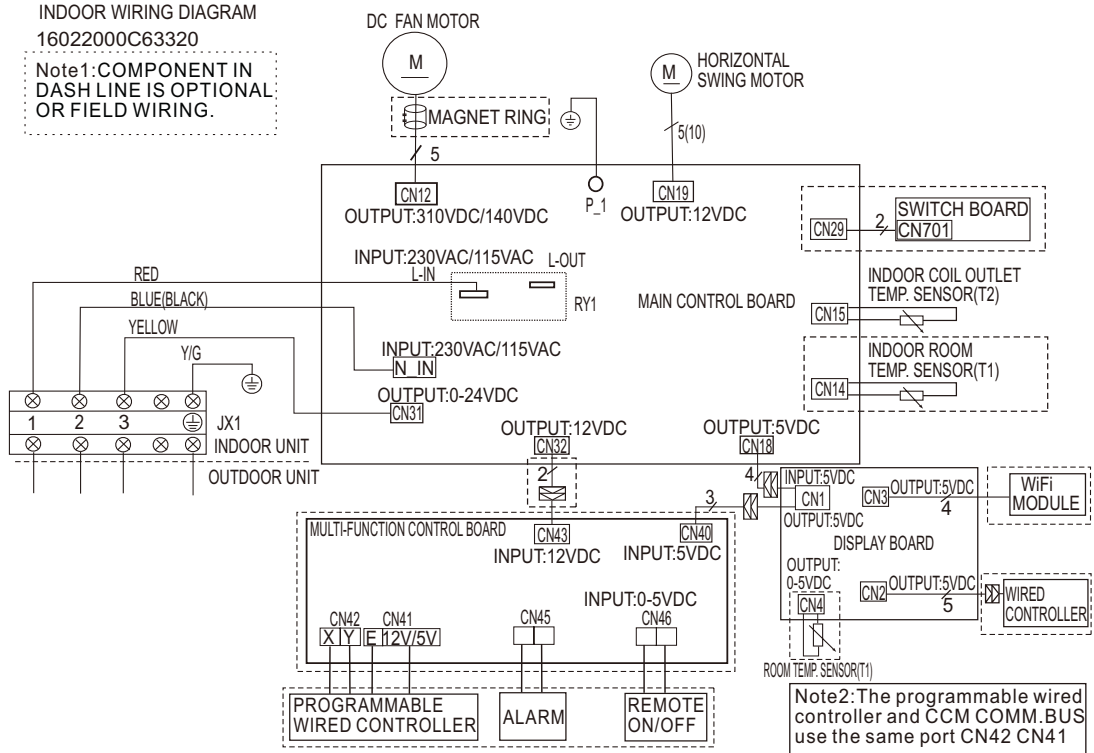 INDOOR WIRING DIAGRAM
16022000C63320
Note1:COMPONENT IN
DASH LINE IS OPTIONAL
OR FIELD WIRING.
DC FAN MOTOR
M
MAGNET RING
5
M
HORIZONTAL
SWING MOTOR
5(10)
CN12
OUTPUT:310VDC/140VDC
P_1
CN19
OUTPUT:12VDC
CN29
2
SWITCH BOARD
CN701
INPUT:230VAC/115VAC
L-IN
L-OUT
RY1
MAIN CONTROL BOARD
INDOOR COIL OUTLET
TEMP. SENSOR(T2)
CN15
RED
BLUE(BLACK)
YELLOW
Y/G
INPUT:230VAC/115VAC
N_IN
OUTPUT:0-24VDC
CN31
INDOOR ROOM
TEMP. SENSOR(T1)
CN14
1 2 3
JX1
INDOOR UNIT
OUTDOOR UNIT
OUTPUT:12VDC
CN32
2
OUTPUT:5VDC
CN18
4
3
MULTI-FUNCTION CONTROL BOARD
CN43
INPUT:12VDC
CN40
INPUT:5VDC
INPUT:5VDC
CN1
OUTPUT:5VDC
CN3
OUTPUT:5VDC
4
WiFi
MODULE
DISPLAY BOARD
OUTPUT:
0-5VDC
CN4
CN2
OUTPUT:5VDC
5
WIRED
CONTROLLER
ROOM TEMP. SENSOR(T1)
CN42
X Y
CN41
E 12V/5V
CN45
INPUT:0-5VDC
CN46
PROGRAMMABLE
WIRED CONTROLLER
ALARM
REMOTE
ON/OFF
Note2:The programmable wired
controller and CCM COMM.BUS
use the same port CN42 CN41